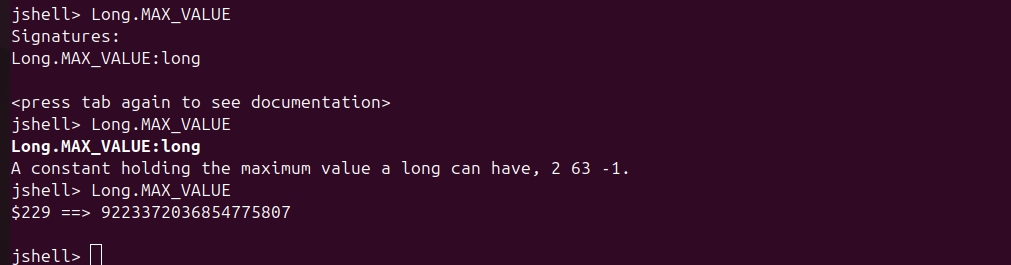 jshell> Long.MAX_VALUE
Signatures:
Long.MAX_VALUE:long
<press tab again to see documentation>
jshell> Long.MAX_VALUE
Long.MAX_VALUE:long
A constant holding the maximum value a long can have, 2 63 -1.
jshell> Long.MAX_VALUE
$229 ==> 9223372036854775807
jshell>